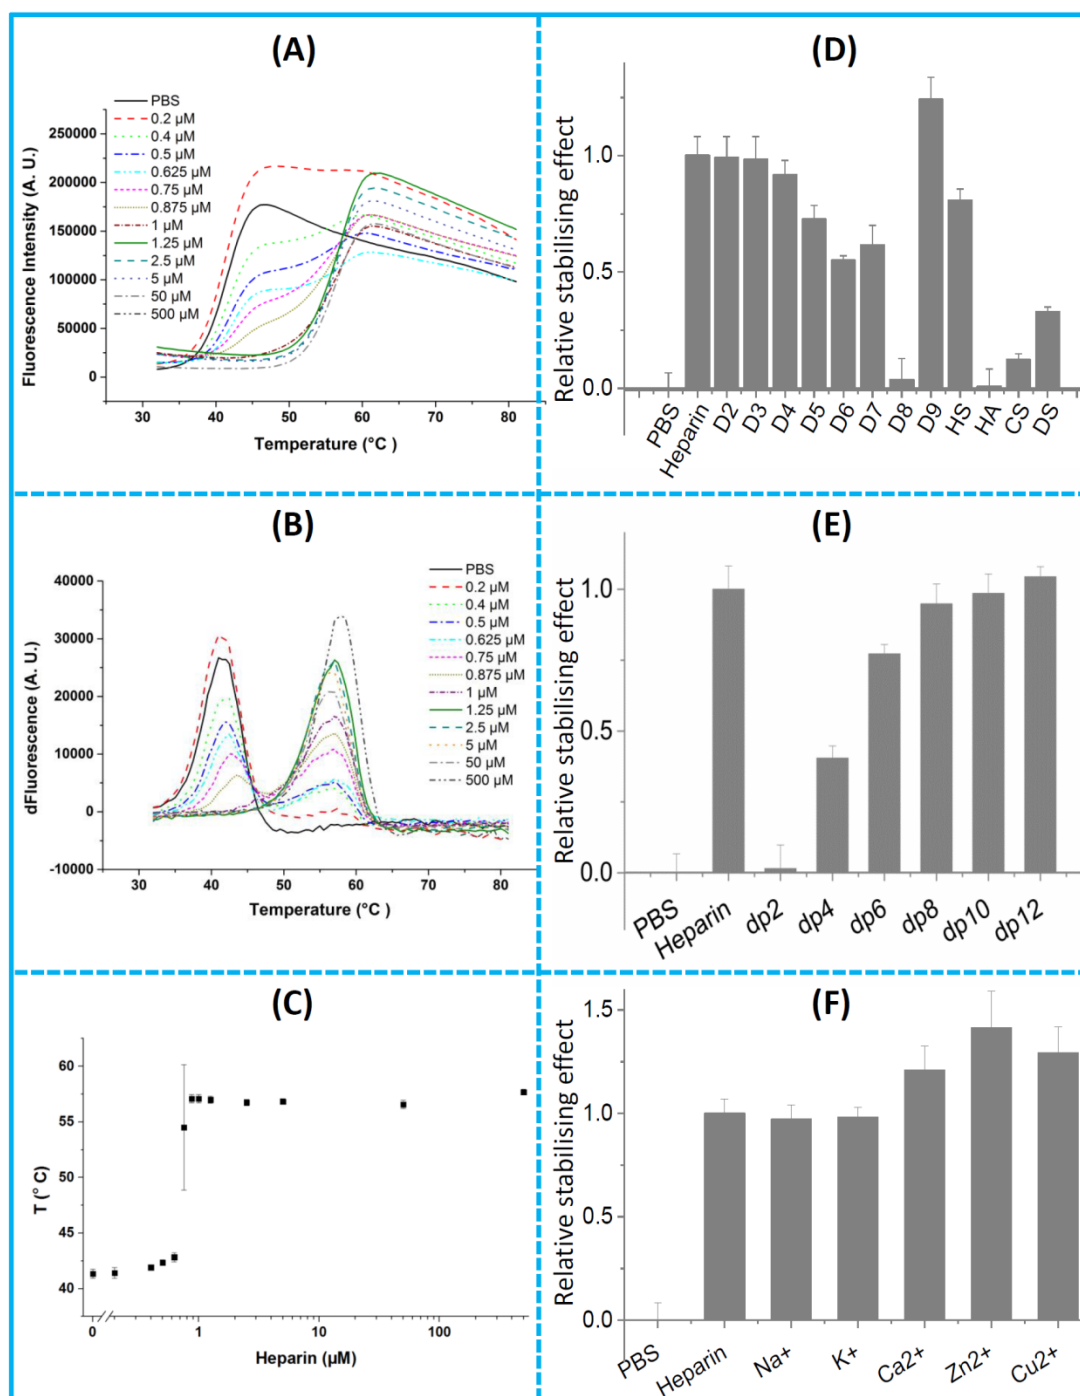 (A)
PBS
0.2 µM
0.4 µM
0.5 µM
0.625 µM
0.75 µM
0.875 µM
1 µM
1.25 µM
2.5 µM
5 µM
50 µM
500 µM
250000
200000
150000
100000
50000
0
Fluorescence Intensity (A. U.)
30 40 50 60 70 80
Temperature (°C )
(D)
1.0
0.5
0.0
Relative stabilising effect
PBS
Heparin
D2
D3
D4
D5
D6
D7
D8
D9
HS
HA
CS
DS
(B)
PBS
0.2 µM
0.4 µM
0.5 µM
0.625 µM
0.75 µM
0.875 µM
1 µM
1.25 µM
2.5 µM
5 µM
50 µM
500 µM
40000
30000
20000
10000
0
-10000
dFluorescence (A. U.)
30 40 50 60 70 80
Temperature (°C )
(E)
1.0
0.5
0.0
Relative stabilising effect
PBS
Heparin
dp2
dp4
dp6
dp8
dp10
dp12
(C)
60
55
50
45
40
T (° C)
0 1 10 100
Heparin (µM)
(F)
1.5
1.0
0.5
0.0
Relative stabilising effect
PBS
Heparin
Na+
K+
Ca2+
Zn2+
Cu2+